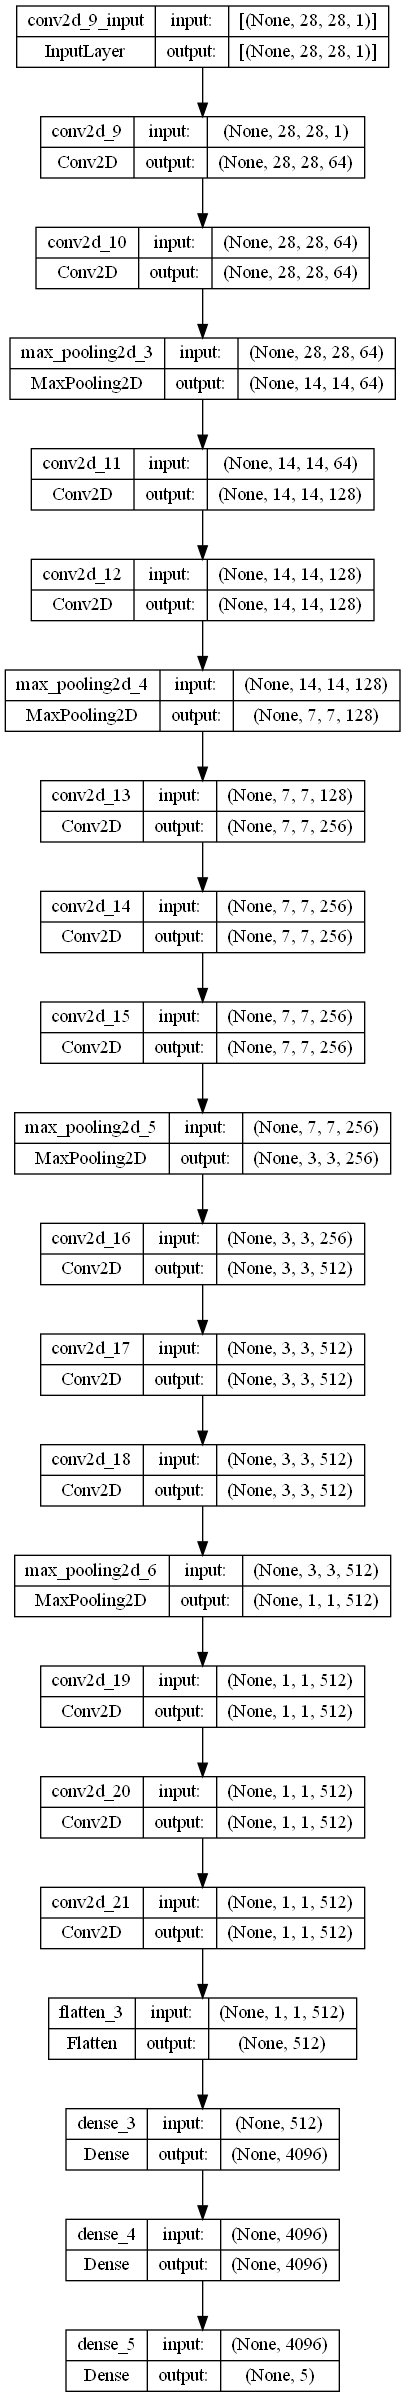 conv2d_9_input input: [(None, 28, 28, 1)]
InputLayer output: [(None, 28, 28, 1)]
conv2d_9 input: (None, 28, 28, 1)
Conv2D output: (None, 28, 28, 64)
conv2d_10 input: (None, 28, 28, 64)
Conv2D output: (None, 28, 28, 64)
max_pooling2d_3 input: (None, 28, 28, 64)
MaxPooling2D output: (None, 14, 14, 64)
conv2d_11 input: (None, 14, 14, 64)
Conv2D output: (None, 14, 14, 128)
conv2d_12 input: (None, 14, 14, 128)
Conv2D output: (None, 14, 14, 128)
max_pooling2d_4 input: (None, 14, 14, 128)
MaxPooling2D output: (None, 7, 7, 128)
conv2d_13 input: (None, 7, 7, 128)
Conv2D output: (None, 7, 7, 256)
conv2d_14 input: (None, 7, 7, 256)
Conv2D output: (None, 7, 7, 256)
conv2d_15 input: (None, 7, 7, 256)
Conv2D output: (None, 7, 7, 256)
max_pooling2d_5 input: (None, 7, 7, 256)
MaxPooling2D output: (None, 3, 3, 256)
conv2d_16 input: (None, 3, 3, 256)
Conv2D output: (None, 3, 3, 512)
conv2d_17 input: (None, 3, 3, 512)
Conv2D output: (None, 3, 3, 512)
conv2d_18 input: (None, 3, 3, 512)
Conv2D output: (None, 3, 3, 512)
max_pooling2d_6 input: (None, 3, 3, 512)
MaxPooling2D output: (None, 1, 1, 512)
conv2d_19 input: (None, 1, 1, 512)
Conv2D output: (None, 1, 1, 512)
conv2d_20 input: (None, 1, 1, 512)
Conv2D output: (None, 1, 1, 512)
conv2d_21 input: (None, 1, 1, 512)
Conv2D output: (None, 1, 1, 512)
flatten_3 input: (None, 1, 1, 512)
Flatten output: (None, 512)
dense_3 input: (None, 512)
Dense output: (None, 4096)
dense_4 input: (None, 4096)
Dense output: (None, 4096)
dense_5 input: (None, 4096)
Dense output: (None, 5)